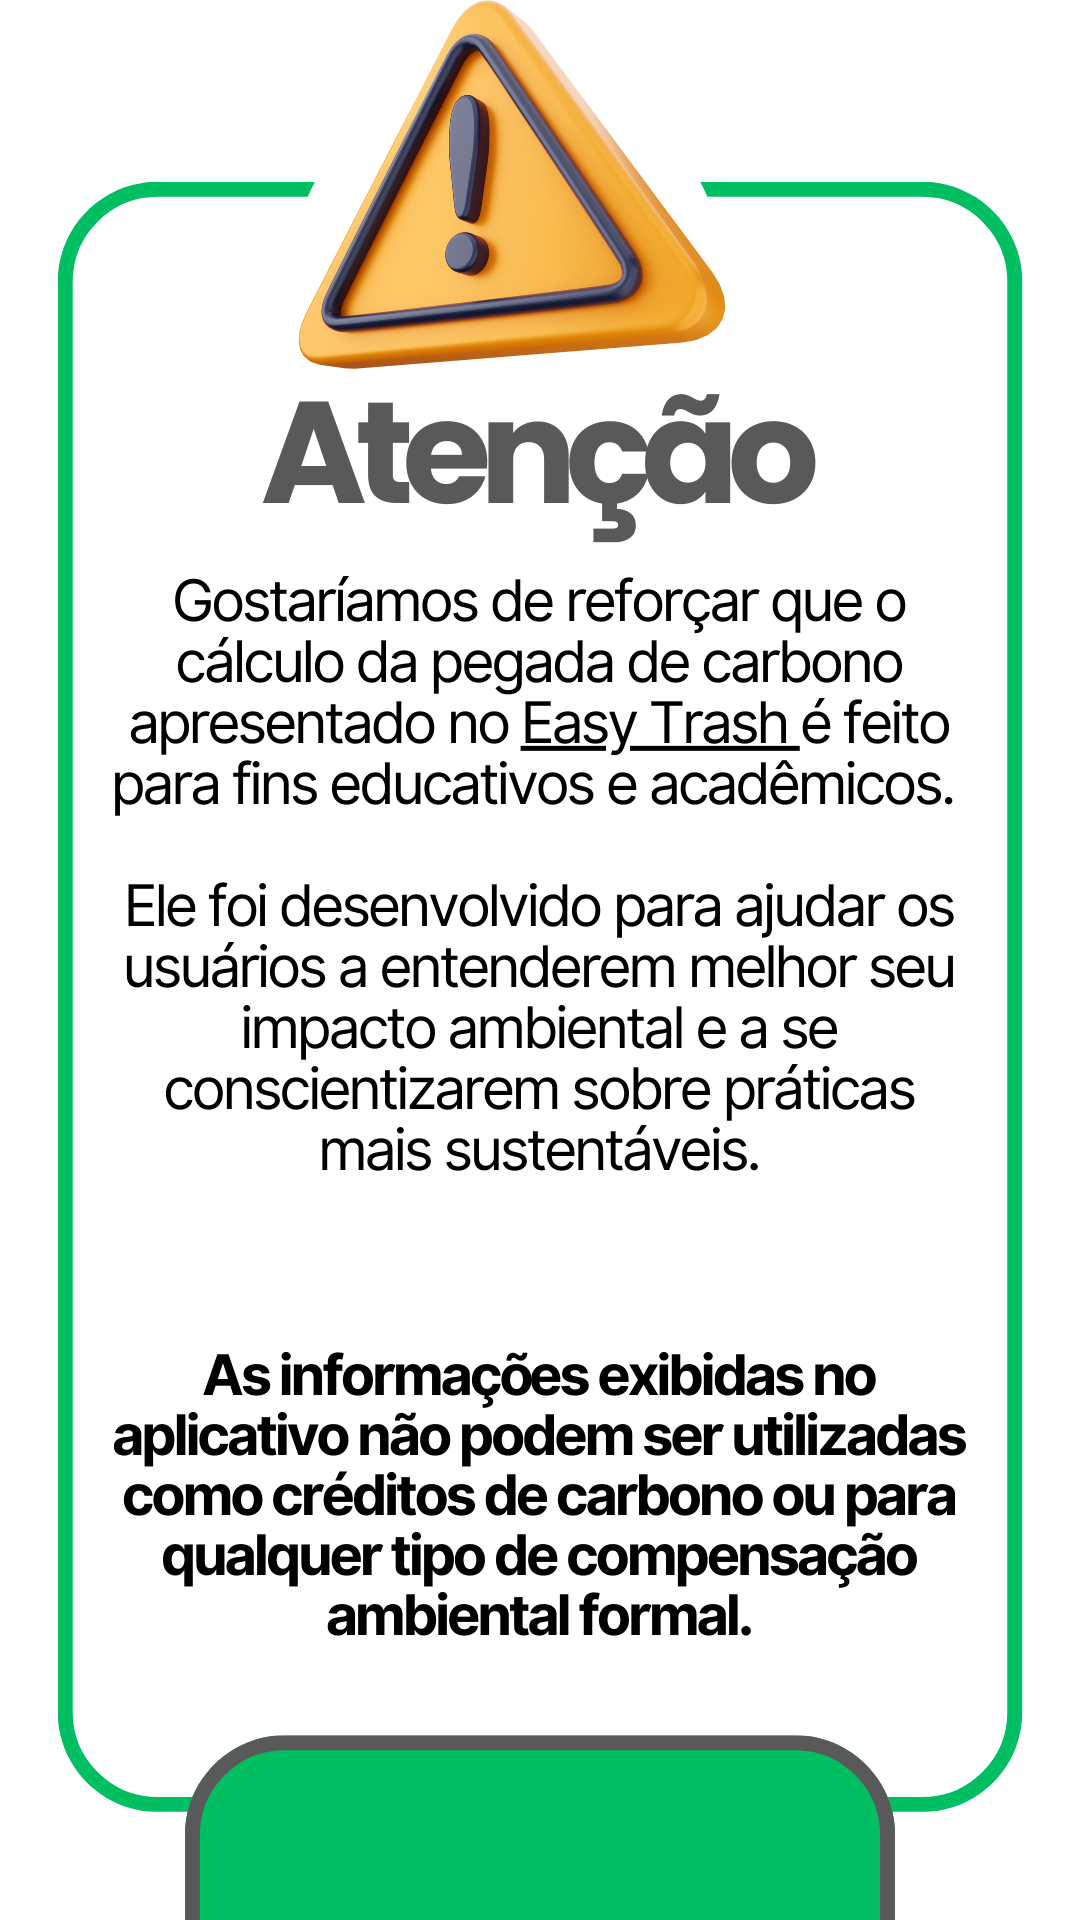 Atenção
Gostaríamos de reforçar que o
cálculo da pegada de carbono
apresentado no Easy Trash é feito
para fins educativos e acadêmicos.
Ele foi desenvolvido para ajudar os
usuários a entenderem melhor seu
impacto ambiental e a se
conscientizarem sobre práticas
mais sustentáveis.
As informações exibidas no
aplicativo não podem ser utilizadas
como créditos de carbono ou para
qualquer tipo de compensação
ambiental formal.